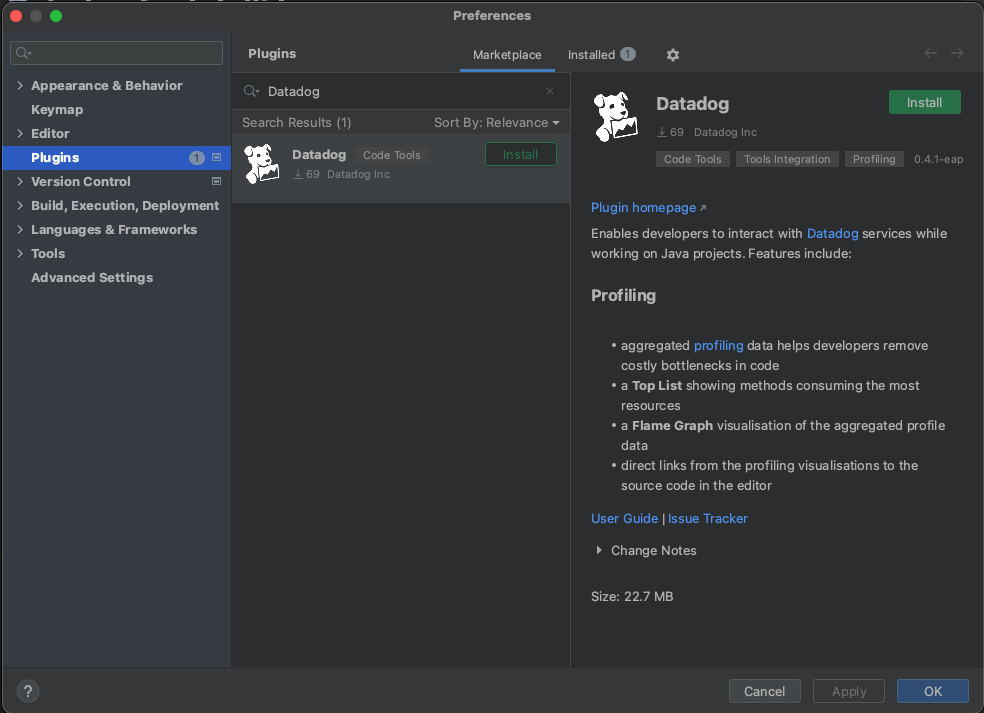 Preferences
Appearance & Behavior
Keymap
Editor
Plugins 1
Version Control
Build, Execution, Deployment
Languages & Frameworks
Tools
Advanced Settings
Plugins
Marketplace
Installed 1
Datadog
Search Results (1)
Sort By: Relevance
Datadog Code Tools
Install
69 Datadog Inc
Datadog
Install
69 Datadog Inc
Code Tools Tools Integration Profiling 0.4.1-eap
Plugin homepage ↗
Enables developers to interact with Datadog services while
working on Java projects. Features include:
Profiling
• aggregated profiling data helps developers remove
costly bottlenecks in code
• a Top List showing methods consuming the most
resources
• a Flame Graph visualisation of the aggregated profile
data
• direct links from the profiling visualisations to the
source code in the editor
User Guide | Issue Tracker
Change Notes
Size: 22.7 MB
?
Cancel
Apply
OK